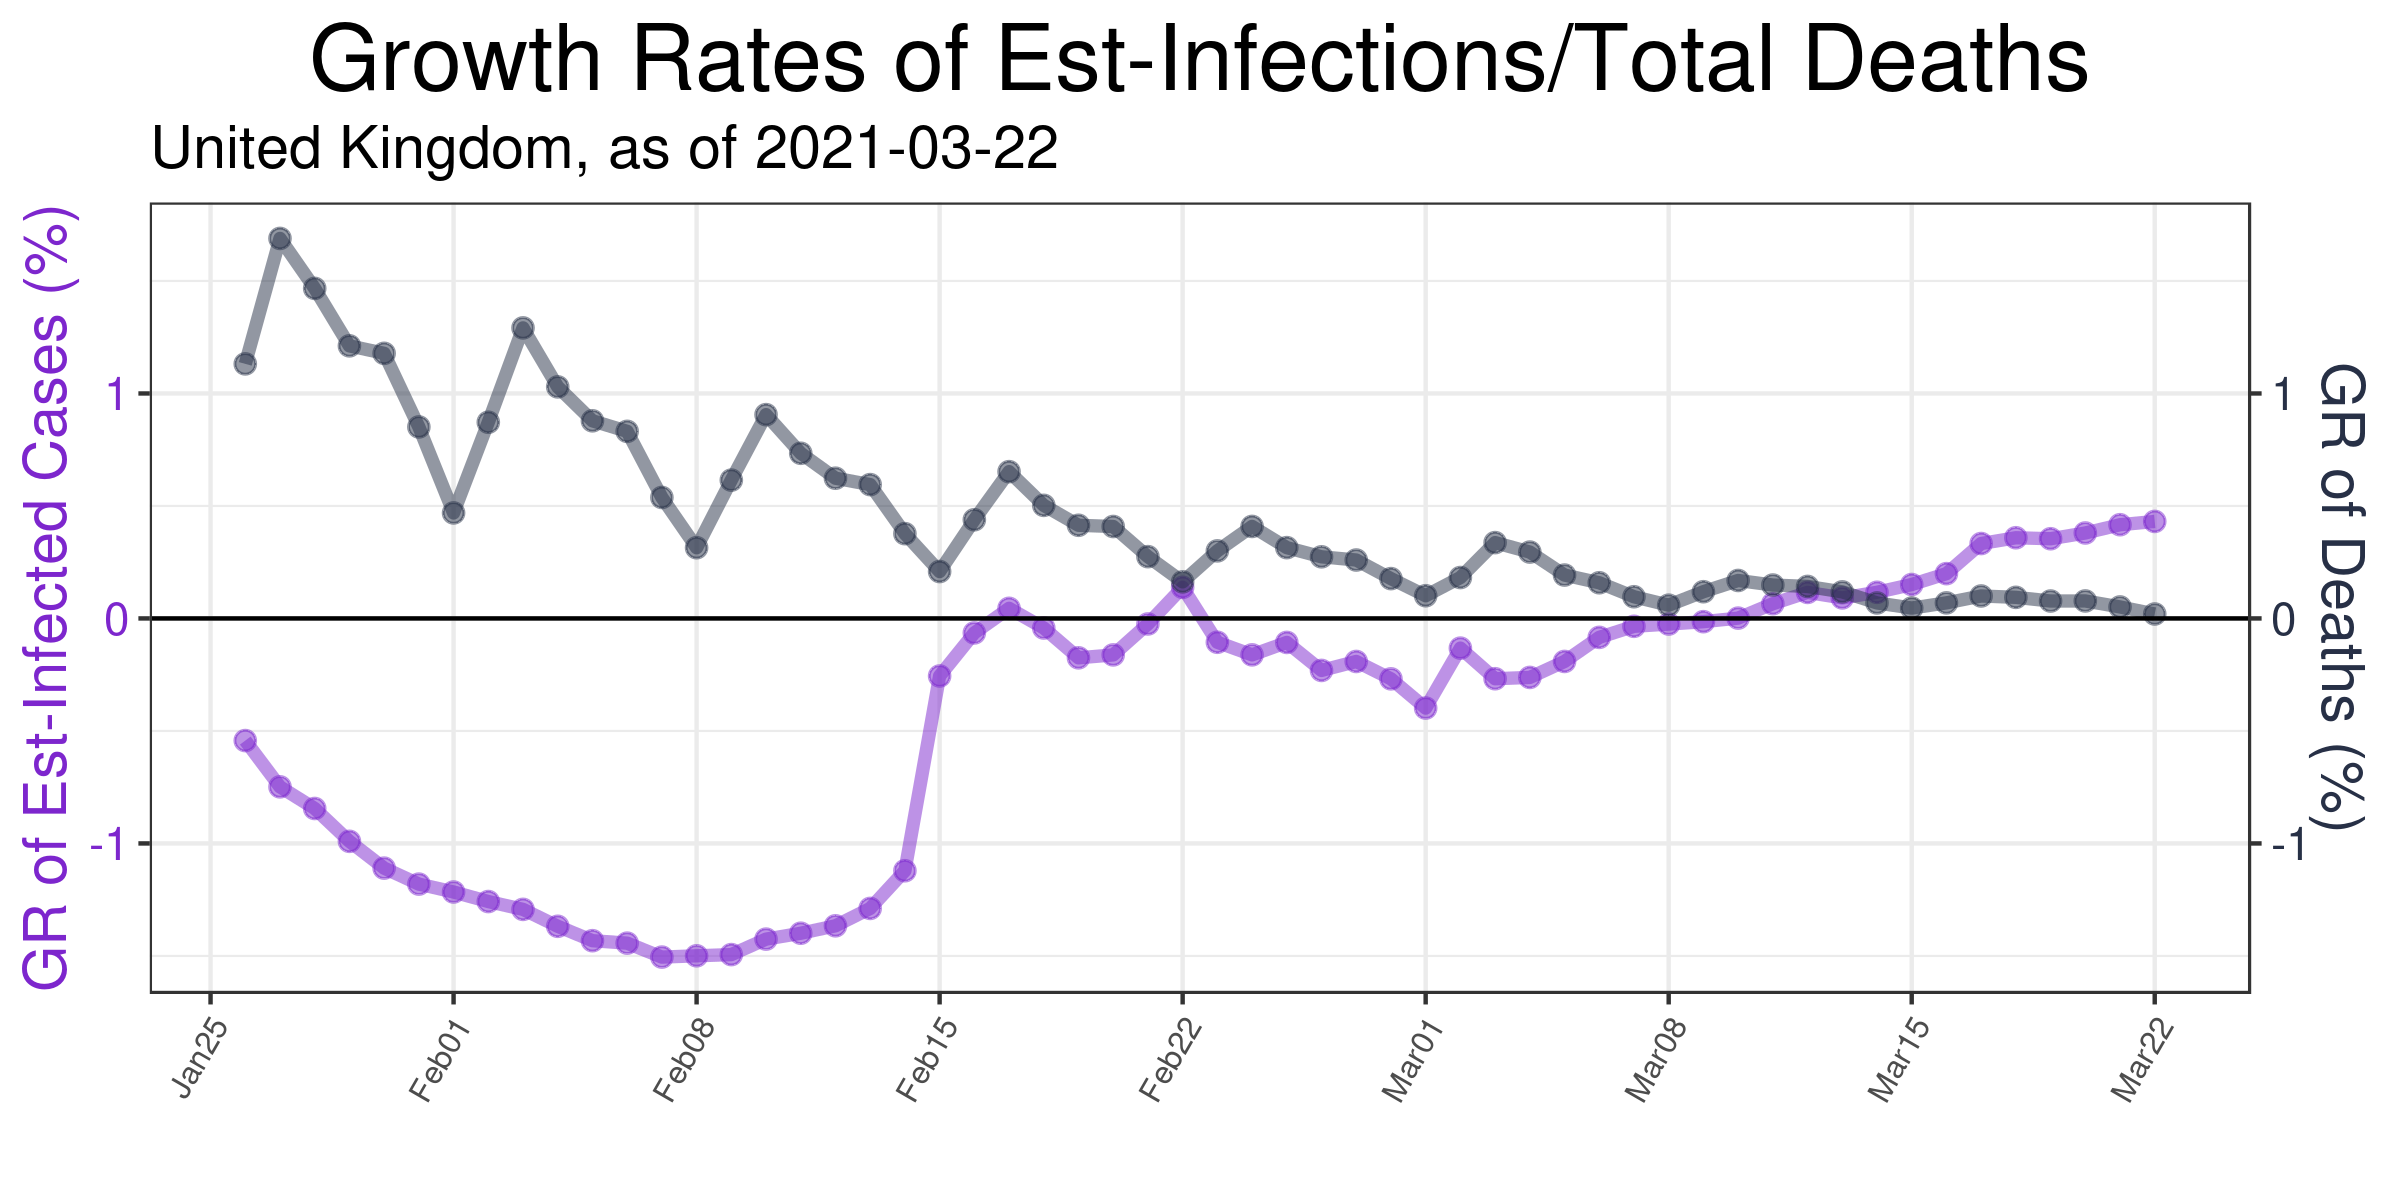 Growth Rates of Est-Infections/Total Deaths
United Kingdom, as of 2021-03-22
GR of Est-Infected Cases (%)
1
0
-1
1
0
-1
GR of Deaths (%)
Jan25
Feb01
Feb08
Feb15
Feb22
Mar01
Mar08
Mar15
Mar22